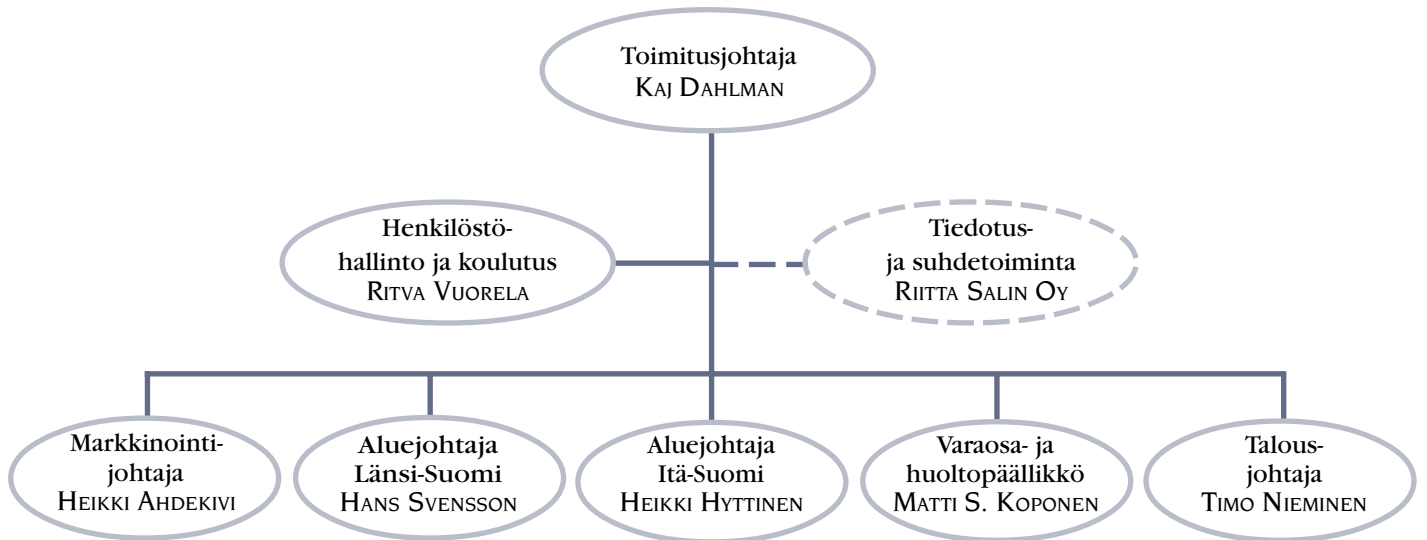 Toimitusjohtaja
KAJ DAHLMAN
Henkilöstö-
hallinto ja koulutus
RITVA VUORELA
Tiedotus-
ja suhdetoiminta
RIITTA SALIN OY
Markkinointi-
johtaja
HEIKKI AHDEKIVI
Aluejohtaja
Länsi-Suomi
HANS SVENSSON
Aluejohtaja
Itä-Suomi
HEIKKI HYTTINEN
Varaosa- ja
huoltopäällikkö
MATTI S. KOPONEN
Talous-
johtaja
TIMO NIEMINEN